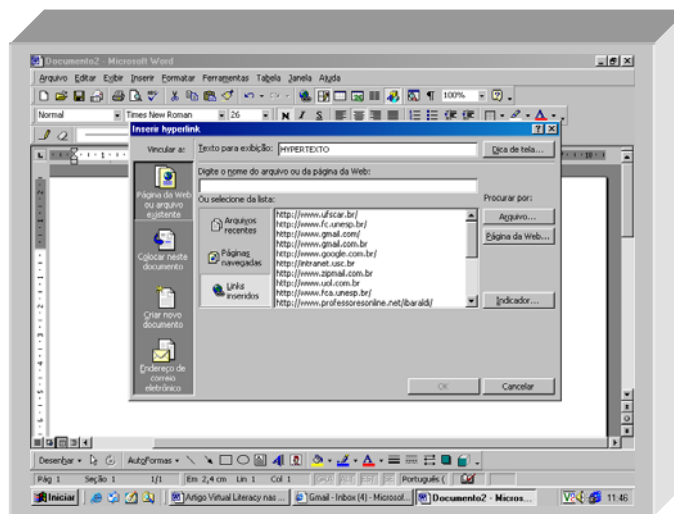 Documento2 - Microsoft Word
Arquivo Editar Exibir Inserir Formatar Ferramentas Tabela Janela Ajuda
100%
Normal Times New Roman 26 N I S
Inserir hyperlink
Vincular a: Texto para exibição: HYPERTEXTO Dica de tela...
Digite o nome do arquivo ou da página da Web:
Página da Web ou arquivo existente
Ou selecione da lista: Procurar por:
Arquivos recentes
Páginas navegadas
Links inseridos
http://www.ufscar.br/
http://www.fc.unesp.br/
http://www.gmail.com/
http://www.gmail.com.br
http://www.google.com.br/
http://intranet.usc.br
http://www.zipmail.com.br
http://www.uol.com.br
http://www.fca.unesp.br/
http://www.professoresonline.net/ibaraldi/
Arquivo...
Página da Web...
Indicador...
Colocar neste documento
Criar novo documento
Endereço de correio eletrônico
OK Cancelar
Desenhar AutoFormas
Pág 1 Seção 1 1/1 Em 2,4 cm Lin 1 Col 1 Português (
Iniciar Artigo Virtual Literacy nas ... Gmail - Inbox (4) - Microsof... Documento2 - Micros... 11:46